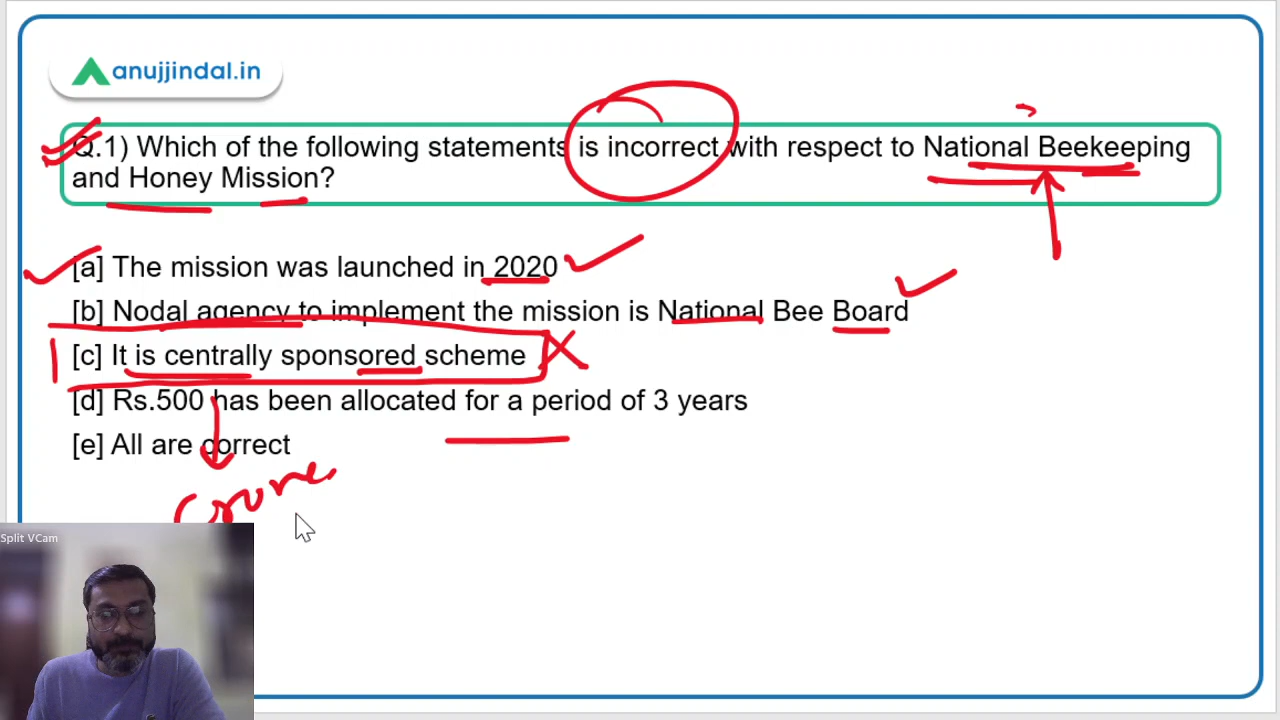 anujjindal.in
Q.1) Which of the following statements is incorrect with respect to National Beekeeping
and Honey Mission?
[a] The mission was launched in 2020
[b] Nodal agency to implement the mission is National Bee Board
[c] It is centrally sponsored scheme
[d] Rs.500 has been allocated for a period of 3 years
[e] All are correct
Crore
Split VCam